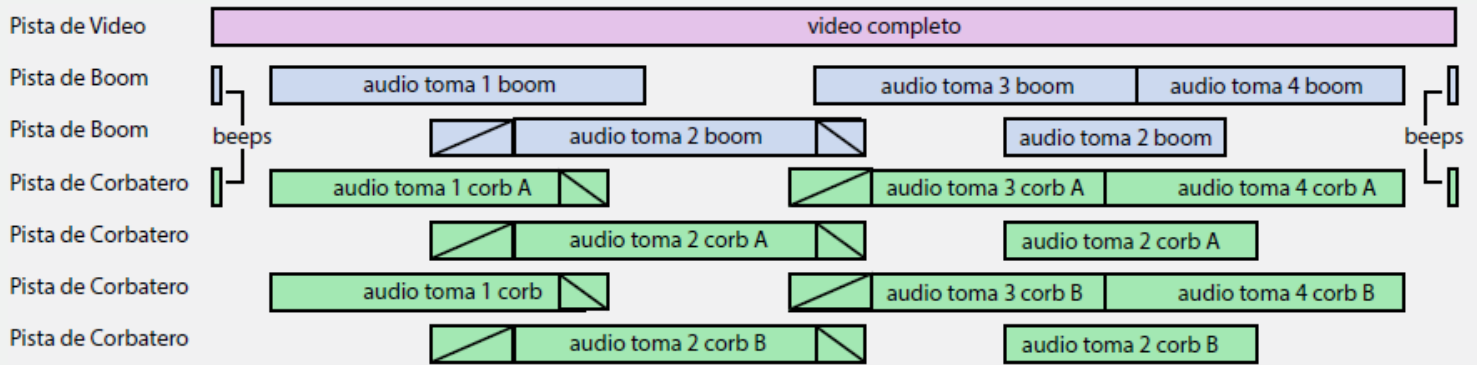 Pista de Video video completo
Pista de Boom audio toma 1 boom audio toma 3 boom audio toma 4 boom
beeps beeps
Pista de Boom audio toma 2 boom audio toma 2 boom
Pista de Corbatero audio toma 1 corb A audio toma 3 corb A audio toma 4 corb A
Pista de Corbatero audio toma 2 corb A audio toma 2 corb A
Pista de Corbatero audio toma 1 corb audio toma 3 corb B audio toma 4 corb B
Pista de Corbatero audio toma 2 corb B audio toma 2 corb B